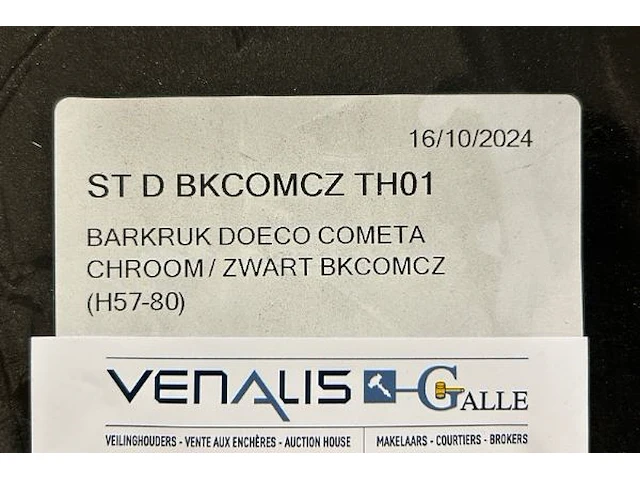 16/10/2024
ST D BKCOMCZ TH01
BARKRUK DOECO COMETA
CHROOM / ZWART BKCOMCZ
(H57-80)
VENALIS GALLE
VEILINGHOUDERS - VENTE AUX ENCHÈRES - AUCTION HOUSE MAKELAARS - COURTIERS - BROKERS